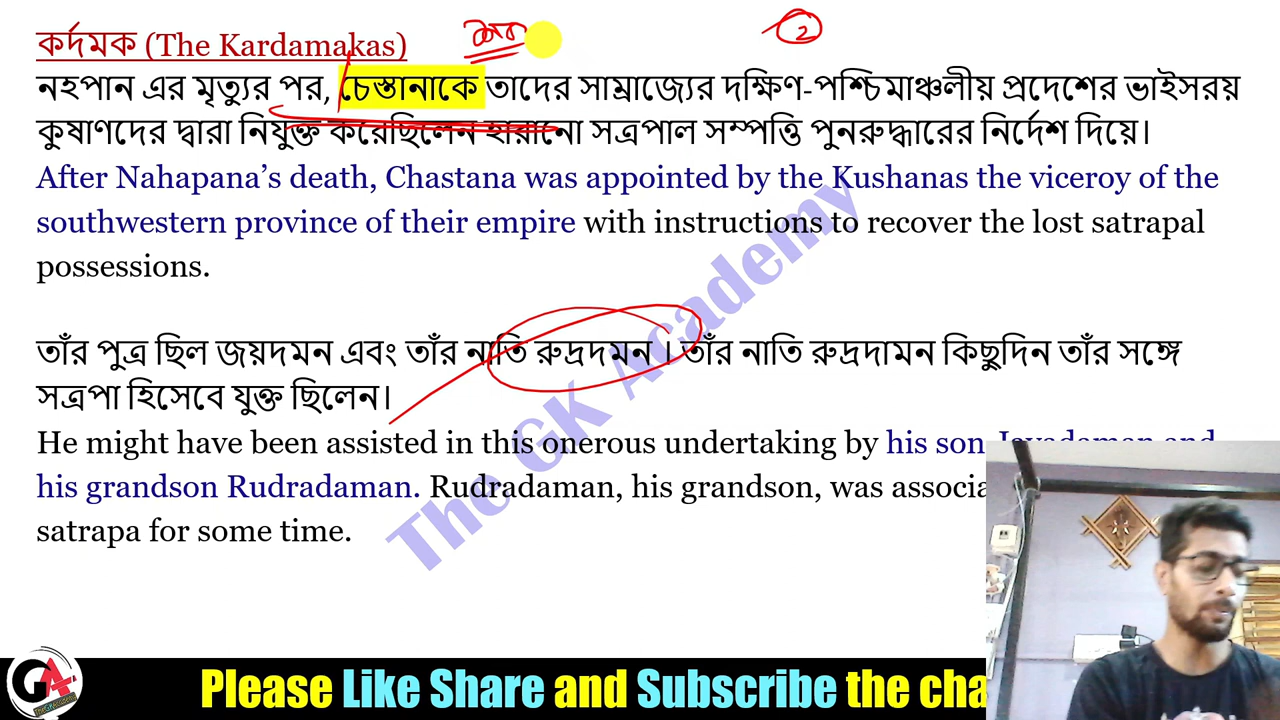 কর্দমক (The Kardamakas)
2
নহপান এর মৃত্যুর পর, চেস্তানাকে তাদের সাম্রাজ্যের দক্ষিণ-পশ্চিমাঞ্চলীয় প্রদেশের ভাইসরয়
কুষাণদের দ্বারা নিযুক্ত করেছিলেন হারানো সত্রপাল সম্পত্তি পুনরুদ্ধারের নির্দেশ দিয়ে।
After Nahapana’s death, Chastana was appointed by the Kushanas the viceroy of the
southwestern province of their empire with instructions to recover the lost satrapal
possessions.
তাঁর পুত্র ছিল জয়দমন এবং তাঁর নাতি রুদ্রদমন । তাঁর নাতি রুদ্রদামন কিছুদিন তাঁর সঙ্গে
সত্রপা হিসেবে যুক্ত ছিলেন।
He might have been assisted in this onerous undertaking by his son Jayadaman and
his grandson Rudradaman. Rudradaman, his grandson, was associa
satrapa for some time.
The GK Academy
Please Like Share and Subscribe the cha